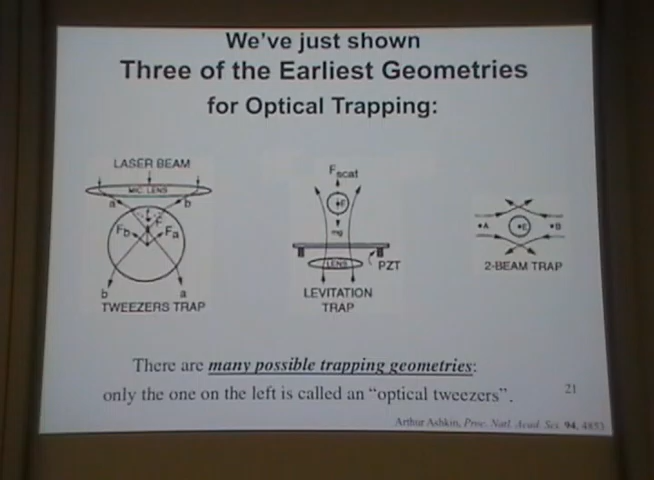 We've just shown
Three of the Earliest Geometries
for Optical Trapping:
LASER BEAM
MIC LENS
a
b
F
Fb
Fa
b
a
TWEEZERS TRAP
Fscat
E
mg
LENS
PZT
LEVITATION
TRAP
•A
•E
•B
2-BEAM TRAP
There are many possible trapping geometries:
only the one on the left is called an "optical tweezers".
21
Arthur Ashkin, Proc. Natl. Acad. Sci. 94, 4853